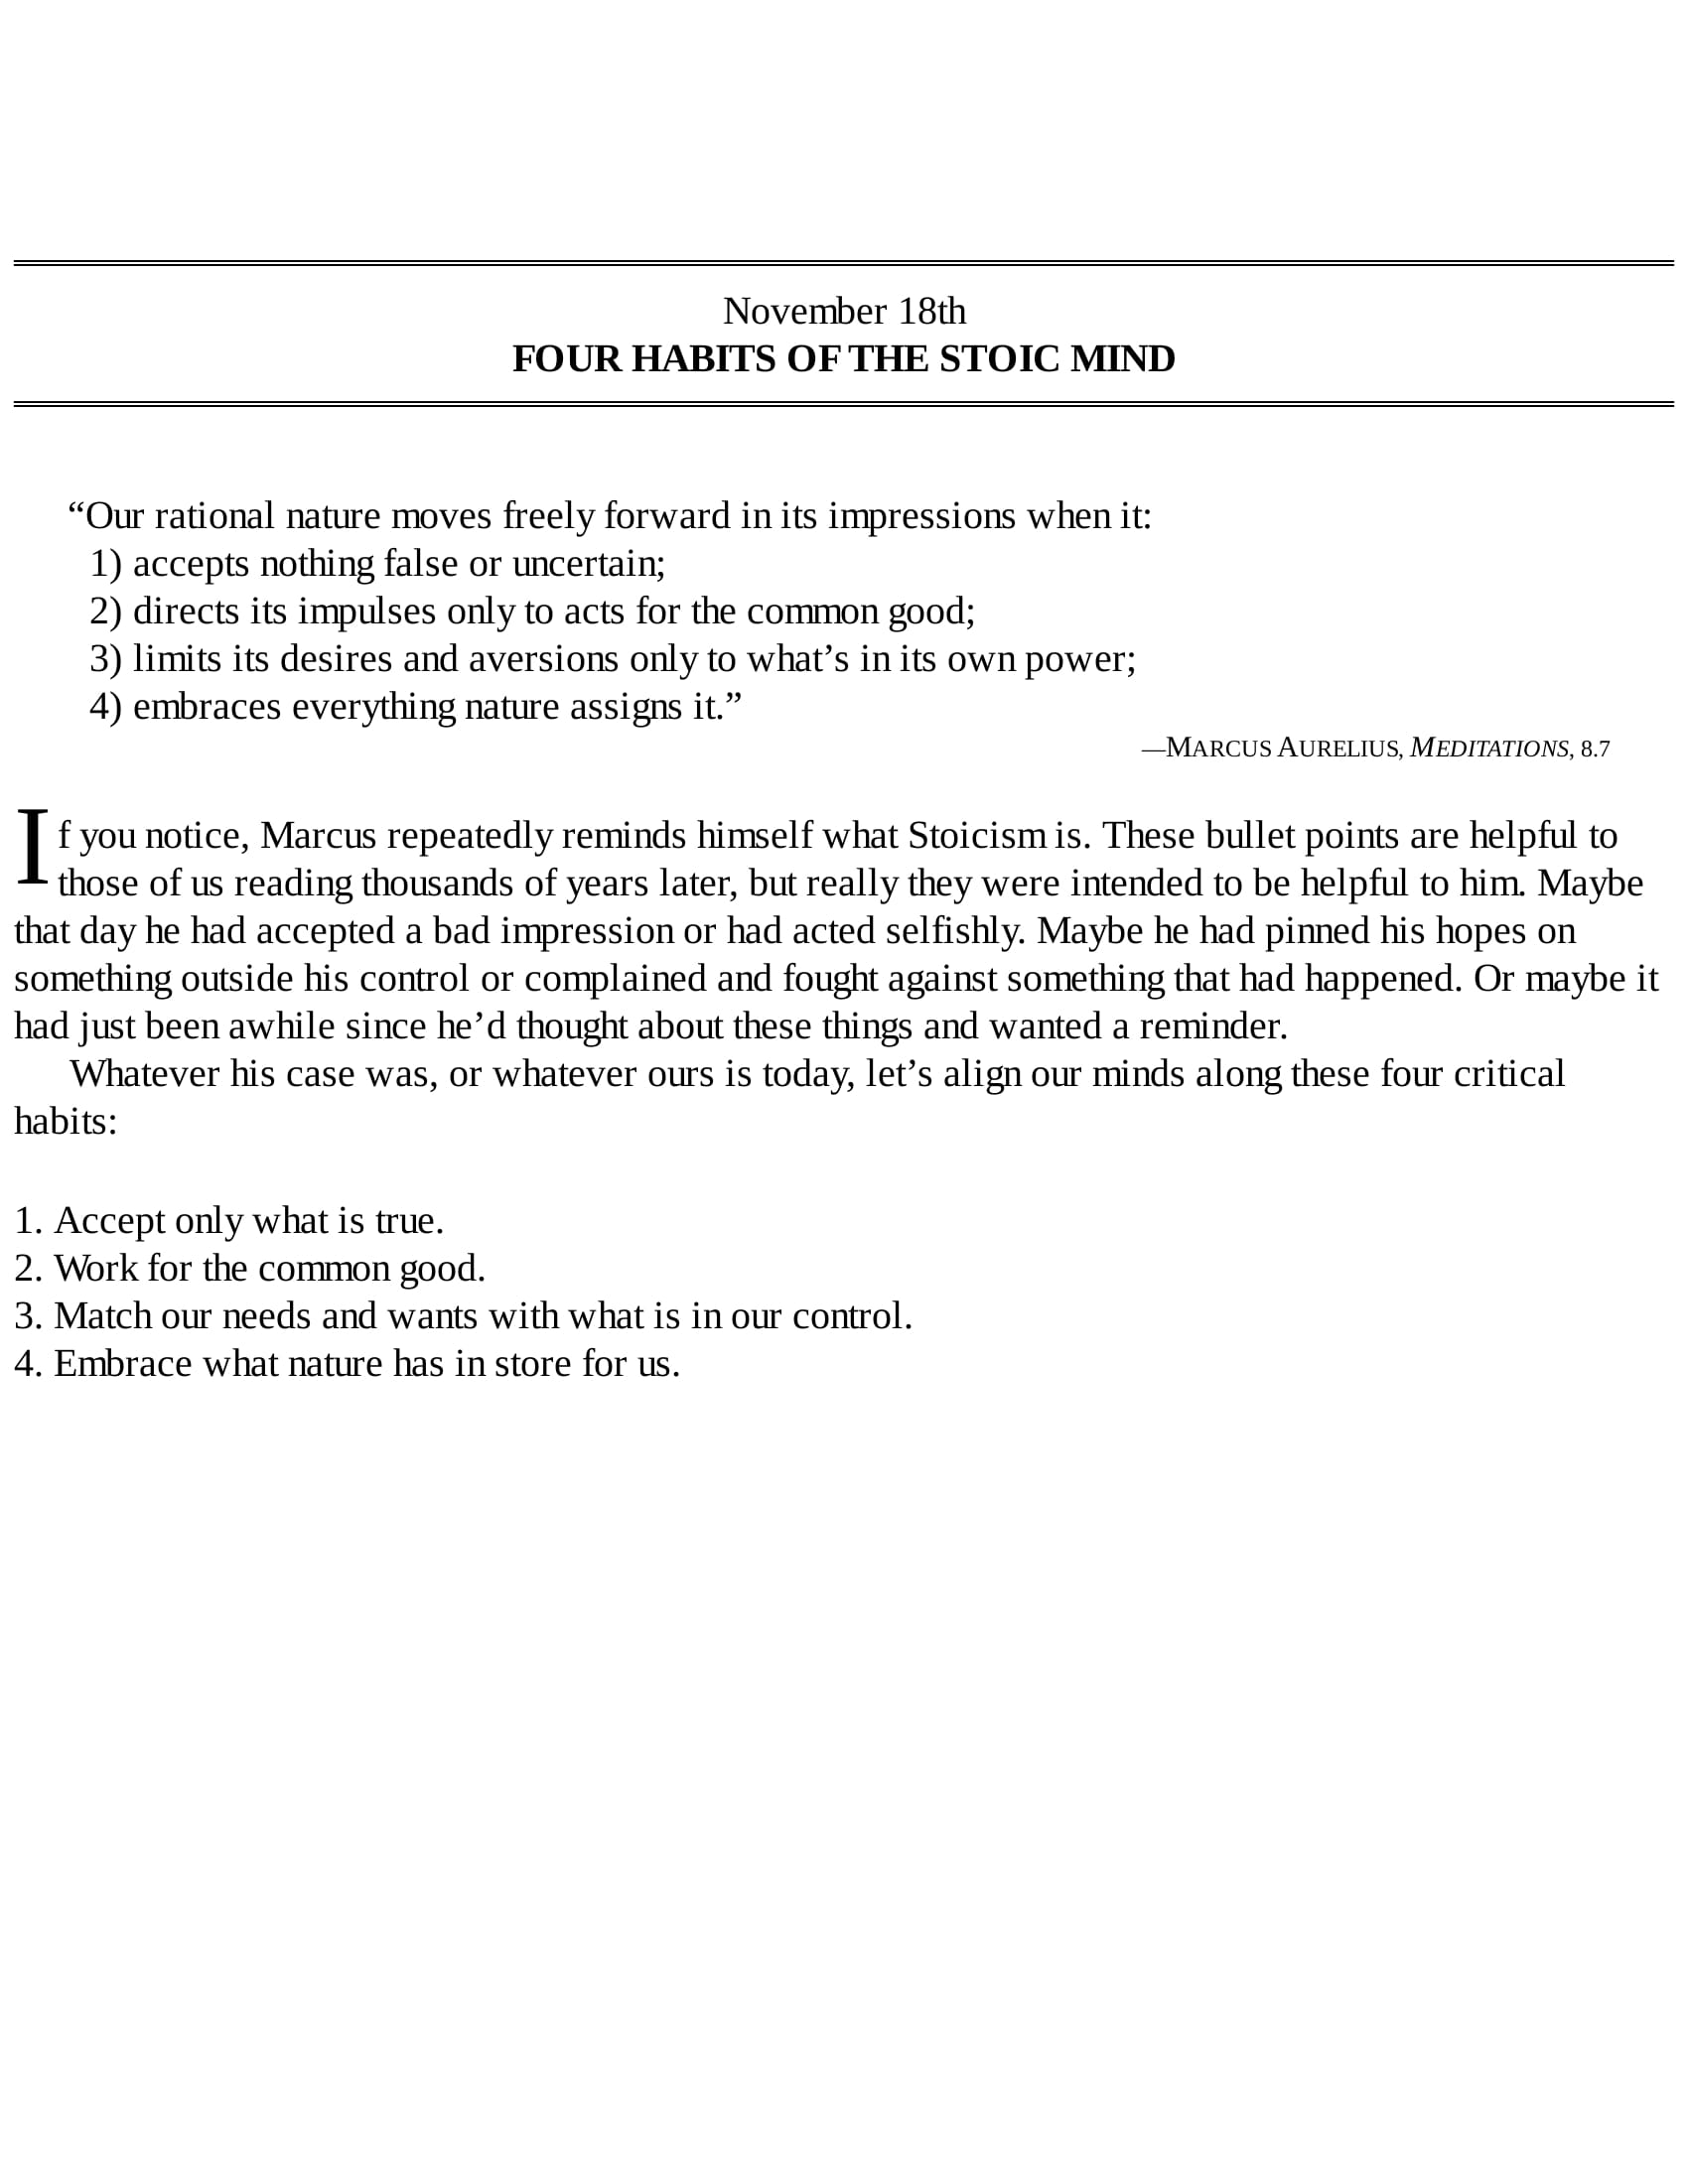 November 18th
FOUR HABITS OF THE STOIC MIND
“Our rational nature moves freely forward in its impressions when it:
1) accepts nothing false or uncertain;
2) directs its impulses only to acts for the common good;
3) limits its desires and aversions only to what’s in its own power;
4) embraces everything nature assigns it.”
—MARCUS AURELIUS, MEDITATIONS, 8.7
If you notice, Marcus repeatedly reminds himself what Stoicism is. These bullet points are helpful to
those of us reading thousands of years later, but really they were intended to be helpful to him. Maybe
that day he had accepted a bad impression or had acted selfishly. Maybe he had pinned his hopes on
something outside his control or complained and fought against something that had happened. Or maybe it
had just been awhile since he’d thought about these things and wanted a reminder.
Whatever his case was, or whatever ours is today, let’s align our minds along these four critical
habits:
1. Accept only what is true.
2. Work for the common good.
3. Match our needs and wants with what is in our control.
4. Embrace what nature has in store for us.